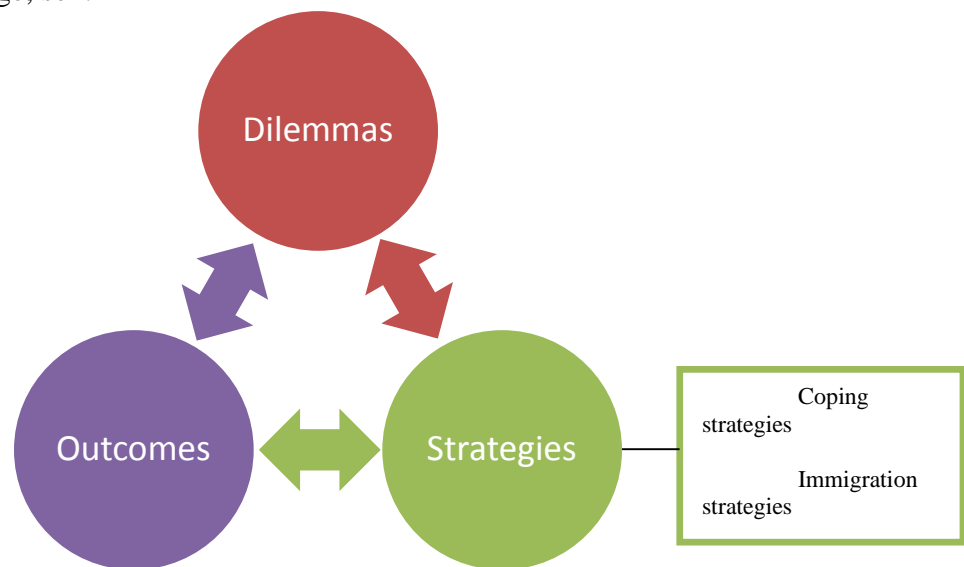 Dilemmas
Outcomes
Strategies
Coping
strategies
Immigration
strategies